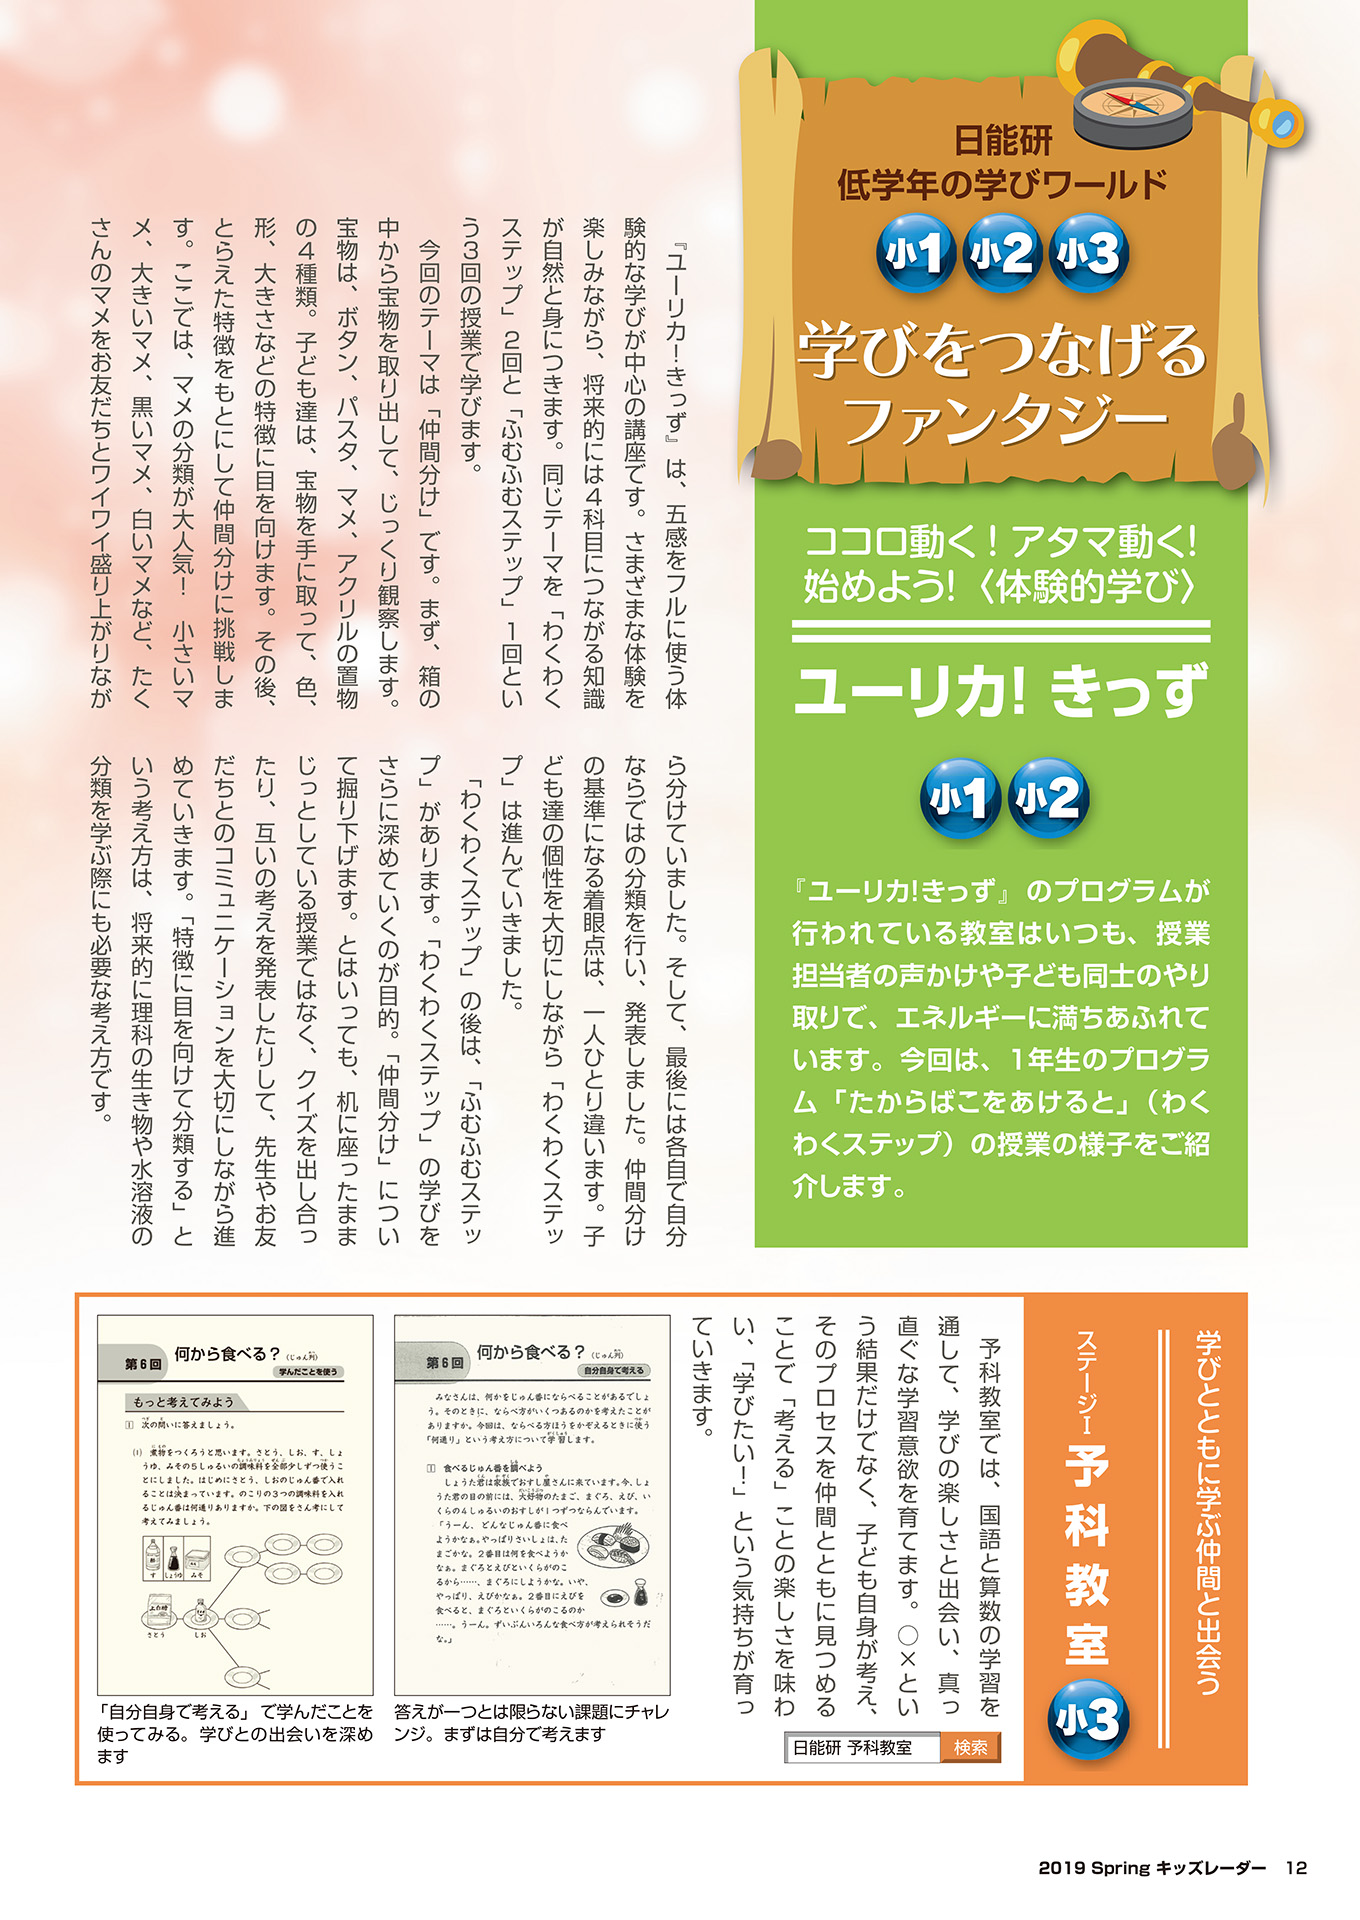 日能研
低学年の学びワールド
小1 小2 小3
学びをつなげる
ファンタジー
ココロ動く！アタマ動く！
始めよう！〈体験的学び〉
ユーリカ！きっず
小1 小2
『ユーリカ！きっず』のプログラムが
行われている教室はいつも、授業
担当者の声かけや子ども同士のやり
取りで、エネルギーに満ちあふれて
います。今回は、1年生のプログラ
ム「たからばこをあけると」（わく
わくステップ）の授業の様子をご紹
介します。
『ユーリカ！きっず』は、五感をフルに使う体
験的な学びが中心の講座です。さまざまな体験を
楽しみながら、将来的には４科目につながる知識
が自然と身につきます。同じテーマを「わくわく
ステップ」２回と「ふむふむステップ」１回とい
う３回の授業で学びます。
今回のテーマは「仲間分け」です。まず、箱の
中から宝物を取り出して、じっくり観察します。
宝物は、ボタン、パスタ、マメ、アクリルの置物
の４種類。子ども達は、宝物を手に取って、色、
形、大きさなどの特徴に目を向けます。その後、
とらえた特徴をもとにして仲間分けに挑戦しま
す。ここでは、マメの分類が大人気！　小さいマ
メ、大きいマメ、黒いマメ、白いマメなど、たく
さんのマメをお友だちとワイワイ盛り上がりなが
ら分けていました。そして、最後には各自で自分
ならではの分類を行い、発表しました。仲間分け
の基準になる着眼点は、一人ひとり違います。子
ども達の個性を大切にしながら「わくわくステッ
プ」は進んでいきました。
「わくわくステップ」の後は、「ふむふむステッ
プ」があります。「わくわくステップ」の学びを
さらに深めていくのが目的。「仲間分け」につい
て掘り下げます。とはいっても、机に座ったまま
じっとしている授業ではなく、クイズを出し合っ
たり、互いの考えを発表したりして、先生やお友
だちとのコミュニケーションを大切にしながら進
めていきます。「特徴に目を向けて分類する」と
いう考え方は、将来的に理科の生き物や水溶液の
分類を学ぶ際にも必要な考え方です。
学びとともに学ぶ仲間と出会う
ステージⅠ 予科教室 小3
予科教室では、国語と算数の学習を
通して、学びの楽しさと出会い、真っ
直ぐな学習意欲を育てます。○×とい
う結果だけでなく、子ども自身が考え、
そのプロセスを仲間とともに見つめる
ことで「考える」ことの楽しさを味わ
い、「学びたい！」という気持ちが育っ
ていきます。
日能研 予科教室 検索
第6回 何から食べる？（じゅん列）
自分自身で考える
みなさんは、何かをじゅん番にならべることがあるでしょ
う。そのときに、ならべ方がいくつあるのかを考えたことが
ありますか。今回は、ならべる方ほうをかぞえるときに使う
「何通り」という考え方について学習します。
1 食べるじゅん番を調べよう
しょうた君は家族でおすし屋さんに来ています。今、しょ
うた君の目の前には、大好物のたまご、まぐろ、えび、い
くらの４しゅるいのおすしが１つずつならんでいます。
「うーん、どんなじゅん番に食べ
ようかなぁ。やっぱりさいしょは、た
まごかな。２番目は何を食べようか
なぁ。まぐろとえびといくらがのこ
るから……、まぐろにしようかな。いや、
やっぱり、えびかなぁ。２番目にえびを
食べると、まぐろといくらがのこるのか
……。うーん。ずいぶんいろんな食べ方が考えられそうだ
な。」
答えが一つとは限らない課題にチャレ
ンジ。まずは自分で考えます
第6回 何から食べる？（じゅん列）
学んだことを使う
もっと考えてみよう
1 次の問いに答えましょう。
(1) 煮物をつくろうと思います。さとう、しお、す、しょ
うゆ、みその５しゅるいの調味料を全部少しずつ使うこ
とにしました。はじめにさとう、しおのじゅん番で入れ
ることは決まっています。のこりの３つの調味料を入れ
るじゅん番は何通りありますか。下の図をさん考にして
考えてみましょう。
す しょうゆ みそ
さとう しお
「自分自身で考える」で学んだことを
使ってみる。学びとの出会いを深め
ます
2019 Spring キッズレーダー 12